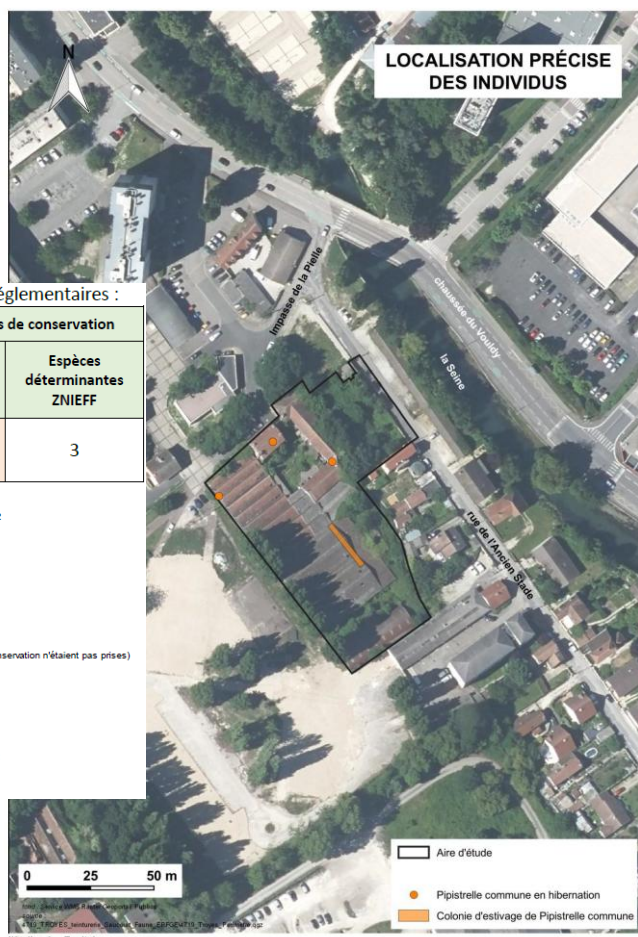 N
LOCALISATION PRÉCISE
DES INDIVIDUS
Impasse de la Pielle
chaussée du Vouldy
la Seine
rue de l'Ancien Stade
églementaires :
s de conservation
Espèces
déterminantes
ZNIEFF
3
nservation n'étaient pas prises)
0 25 50 m
Aire d'étude
Pipistrelle commune en hibernation
Colonie d'estivage de Pipistrelle commune